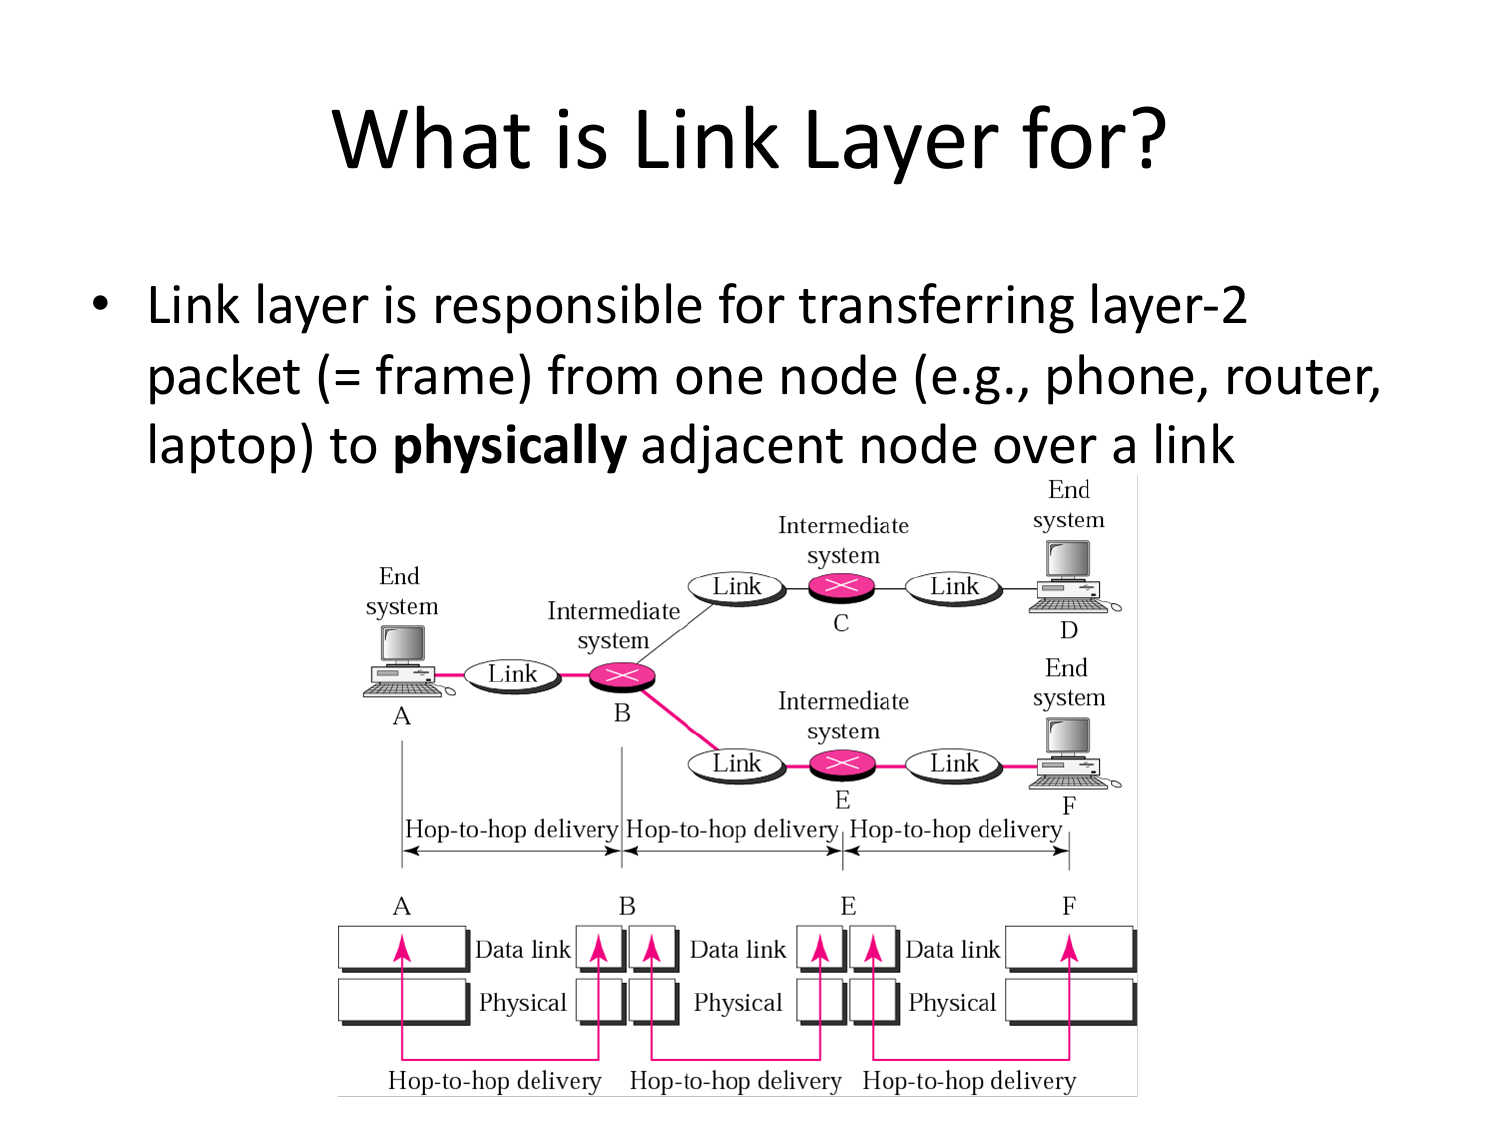 What is Link Layer for?
• Link layer is responsible for transferring layer-2
packet (= frame) from one node (e.g., phone, router,
laptop) to physically adjacent node over a link
End
system
Intermediate
system
Link
Link
C
D
End
system
Intermediate
system
Link
A
B
End
system
Intermediate
system
Link
Link
E
F
Hop-to-hop delivery
Hop-to-hop delivery
Hop-to-hop delivery
A
B
E
F
Data link
Data link
Data link
Physical
Physical
Physical
Hop-to-hop delivery
Hop-to-hop delivery
Hop-to-hop delivery